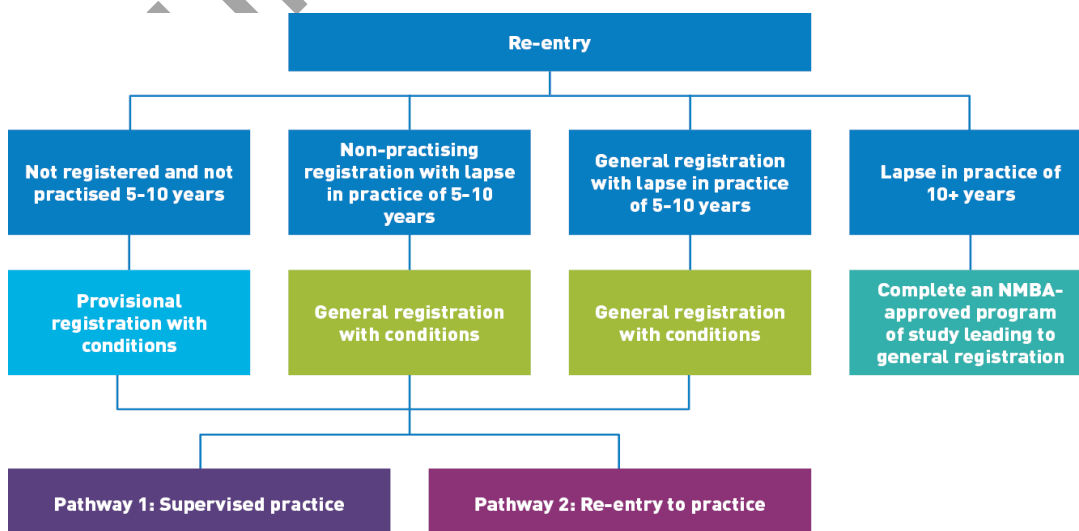 Re-entry
Not registered and not
practised 5-10 years
Non-practising
registration with lapse
in practice of 5-10
years
General registration
with lapse in practice
of 5-10 years
Lapse in practice of
10+ years
Provisional
registration with
conditions
General registration
with conditions
General registration
with conditions
Complete an NMBA-
approved program
of study leading to
general registration
Pathway 1: Supervised practice
Pathway 2: Re-entry to practice